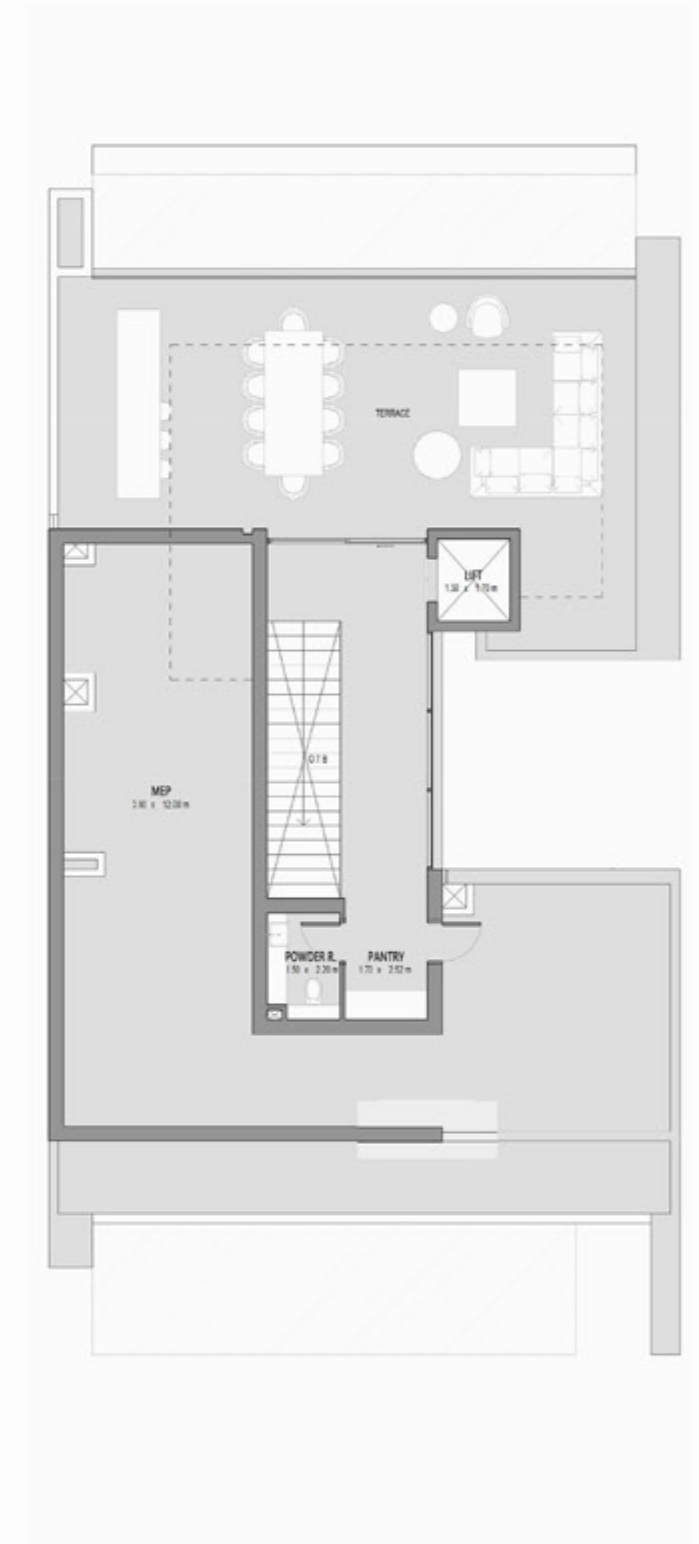 TERRACE
LIFT
1.50 x 1.70 m
OTB
MEP
3.90 x 12.00 m
POWDER R.
1.50 x 2.20 m
PANTRY
1.70 x 2.52 m